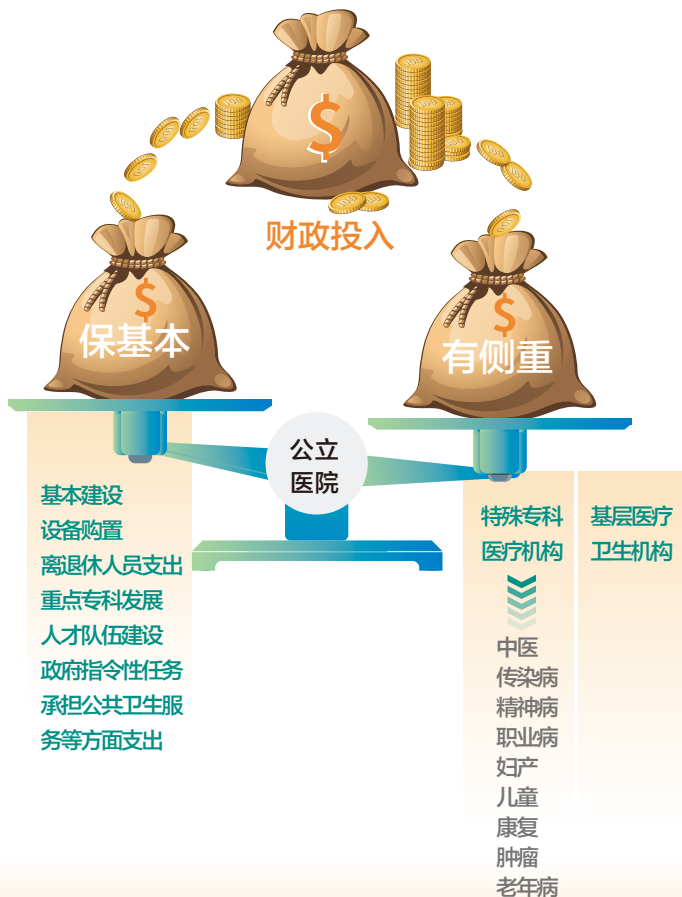 $
财政投入
$
保基本
$
有侧重
公立
医院
基本建设
设备购置
离退休人员支出
重点专科发展
人才队伍建设
政府指令性任务
承担公共卫生服
务等方面支出
特殊专科
医疗机构
中医
传染病
精神病
职业病
妇产
儿童
康复
肿瘤
老年病
基层医疗
卫生机构